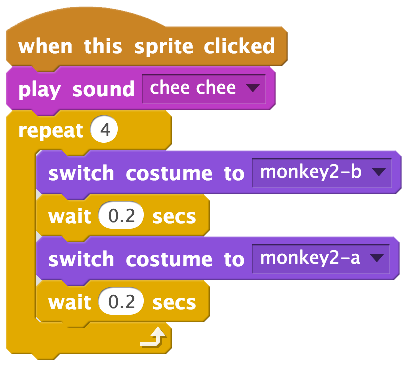 when this sprite clicked
play sound chee chee
repeat 4
switch costume to monkey2-b
wait 0.2 secs
switch costume to monkey2-a
wait 0.2 secs